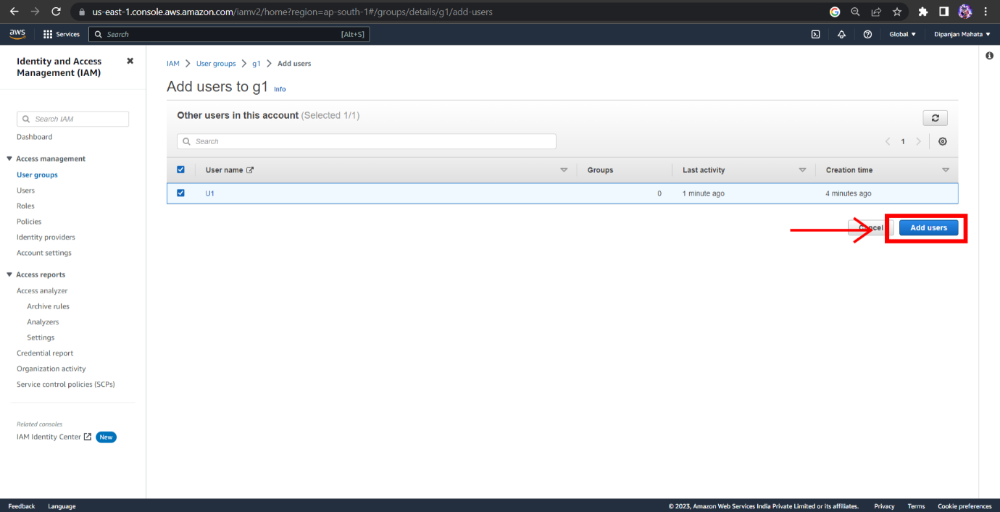 us-east-1.console.aws.amazon.com/iamv2/home?region=ap-south-1#/groups/details/g1/add-users
aws Services Search [Alt+S] Global Dipanjan Mahata
Identity and Access
Management (IAM)
Search IAM
Dashboard
Access management
User groups
Users
Roles
Policies
Identity providers
Account settings
Access reports
Access analyzer
Archive rules
Analyzers
Settings
Credential report
Organization activity
Service control policies (SCPs)
Related consoles
IAM Identity Center New
IAM User groups g1 Add users
Add users to g1 Info
Other users in this account (Selected 1/1)
Search
1
User name Groups Last activity Creation time
U1 0 1 minute ago 4 minutes ago
Cancel Add users
Feedback Language © 2023, Amazon Web Services India Private Limited or its affiliates. Privacy Terms Cookie preferences